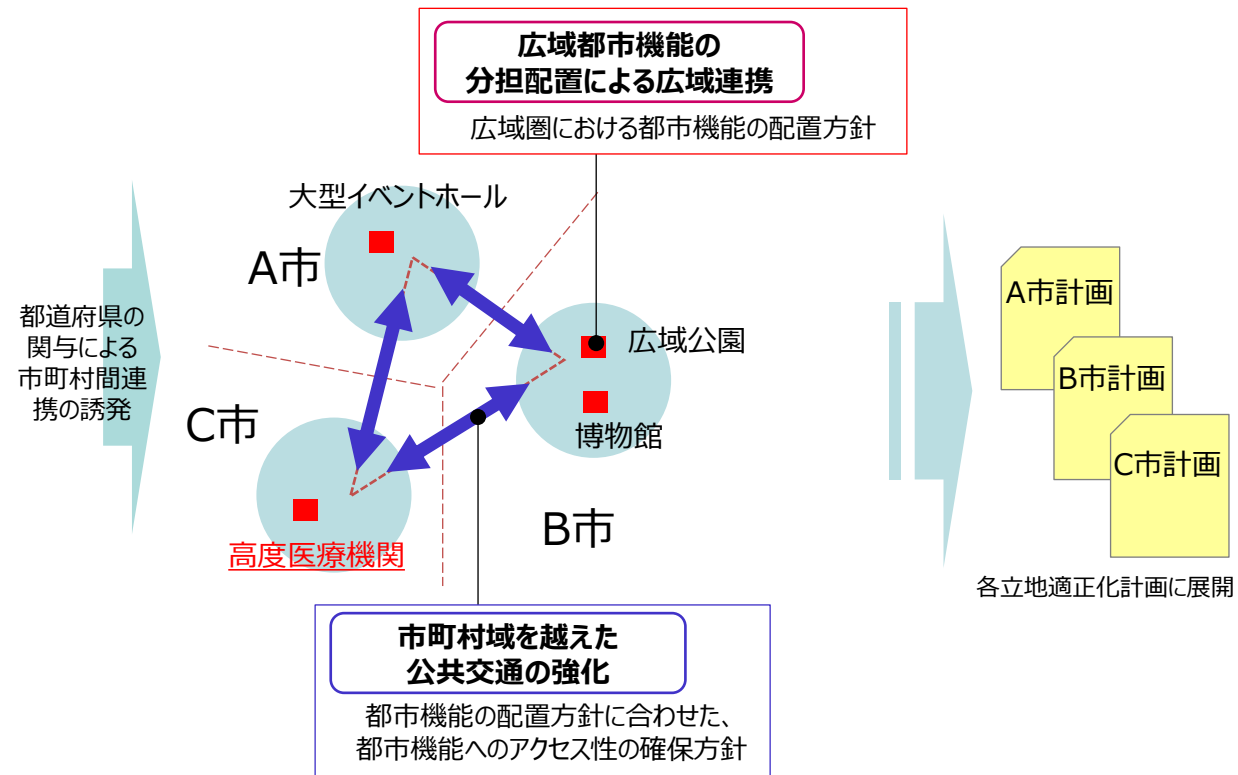 広域都市機能の
分担配置による広域連携
広域圏における都市機能の配置方針
大型イベントホール
A市
都道府県の
関与による
市町村間連
携の誘発
広域公園
博物館
C市
B市
高度医療機関
A市計画
B市計画
C市計画
各立地適正化計画に展開
市町村域を越えた
公共交通の強化
都市機能の配置方針に合わせた、
都市機能へのアクセス性の確保方針